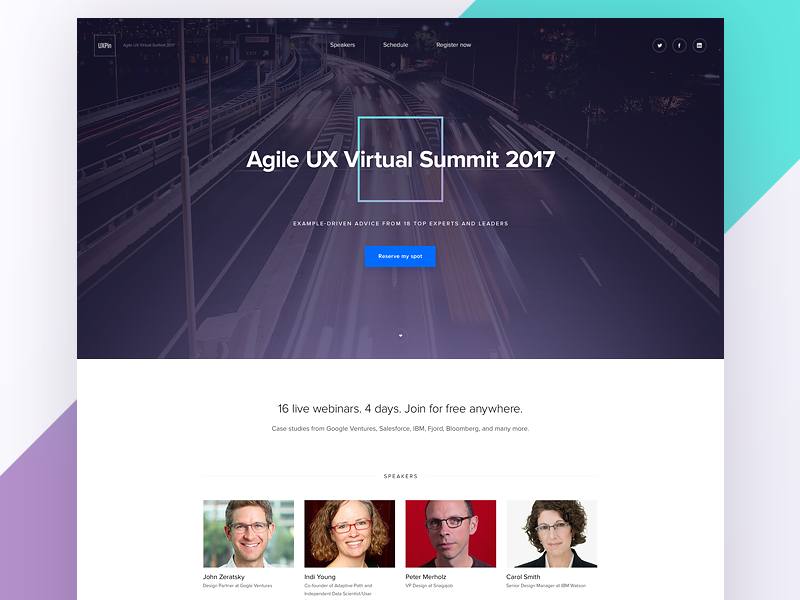 UXPin
Agile UX Virtual Summit 2017
Speakers
Schedule
Register now
Agile UX Virtual Summit 2017
EXAMPLE-DRIVEN ADVICE FROM 18 TOP EXPERTS AND LEADERS
Reserve my spot
16 live webinars. 4 days. Join for free anywhere.
Case studies from Google Ventures, Salesforce, IBM, Fjord, Bloomberg, and many more.
SPEAKERS
John Zeratsky
Design Partner at Gogle Ventures
Indi Young
Co-founder of Adaptive Path and
Independent Data Scientist/User
Peter Merholz
VP Design at Snagajob
Carol Smith
Senior Design Manager at IBM Watson